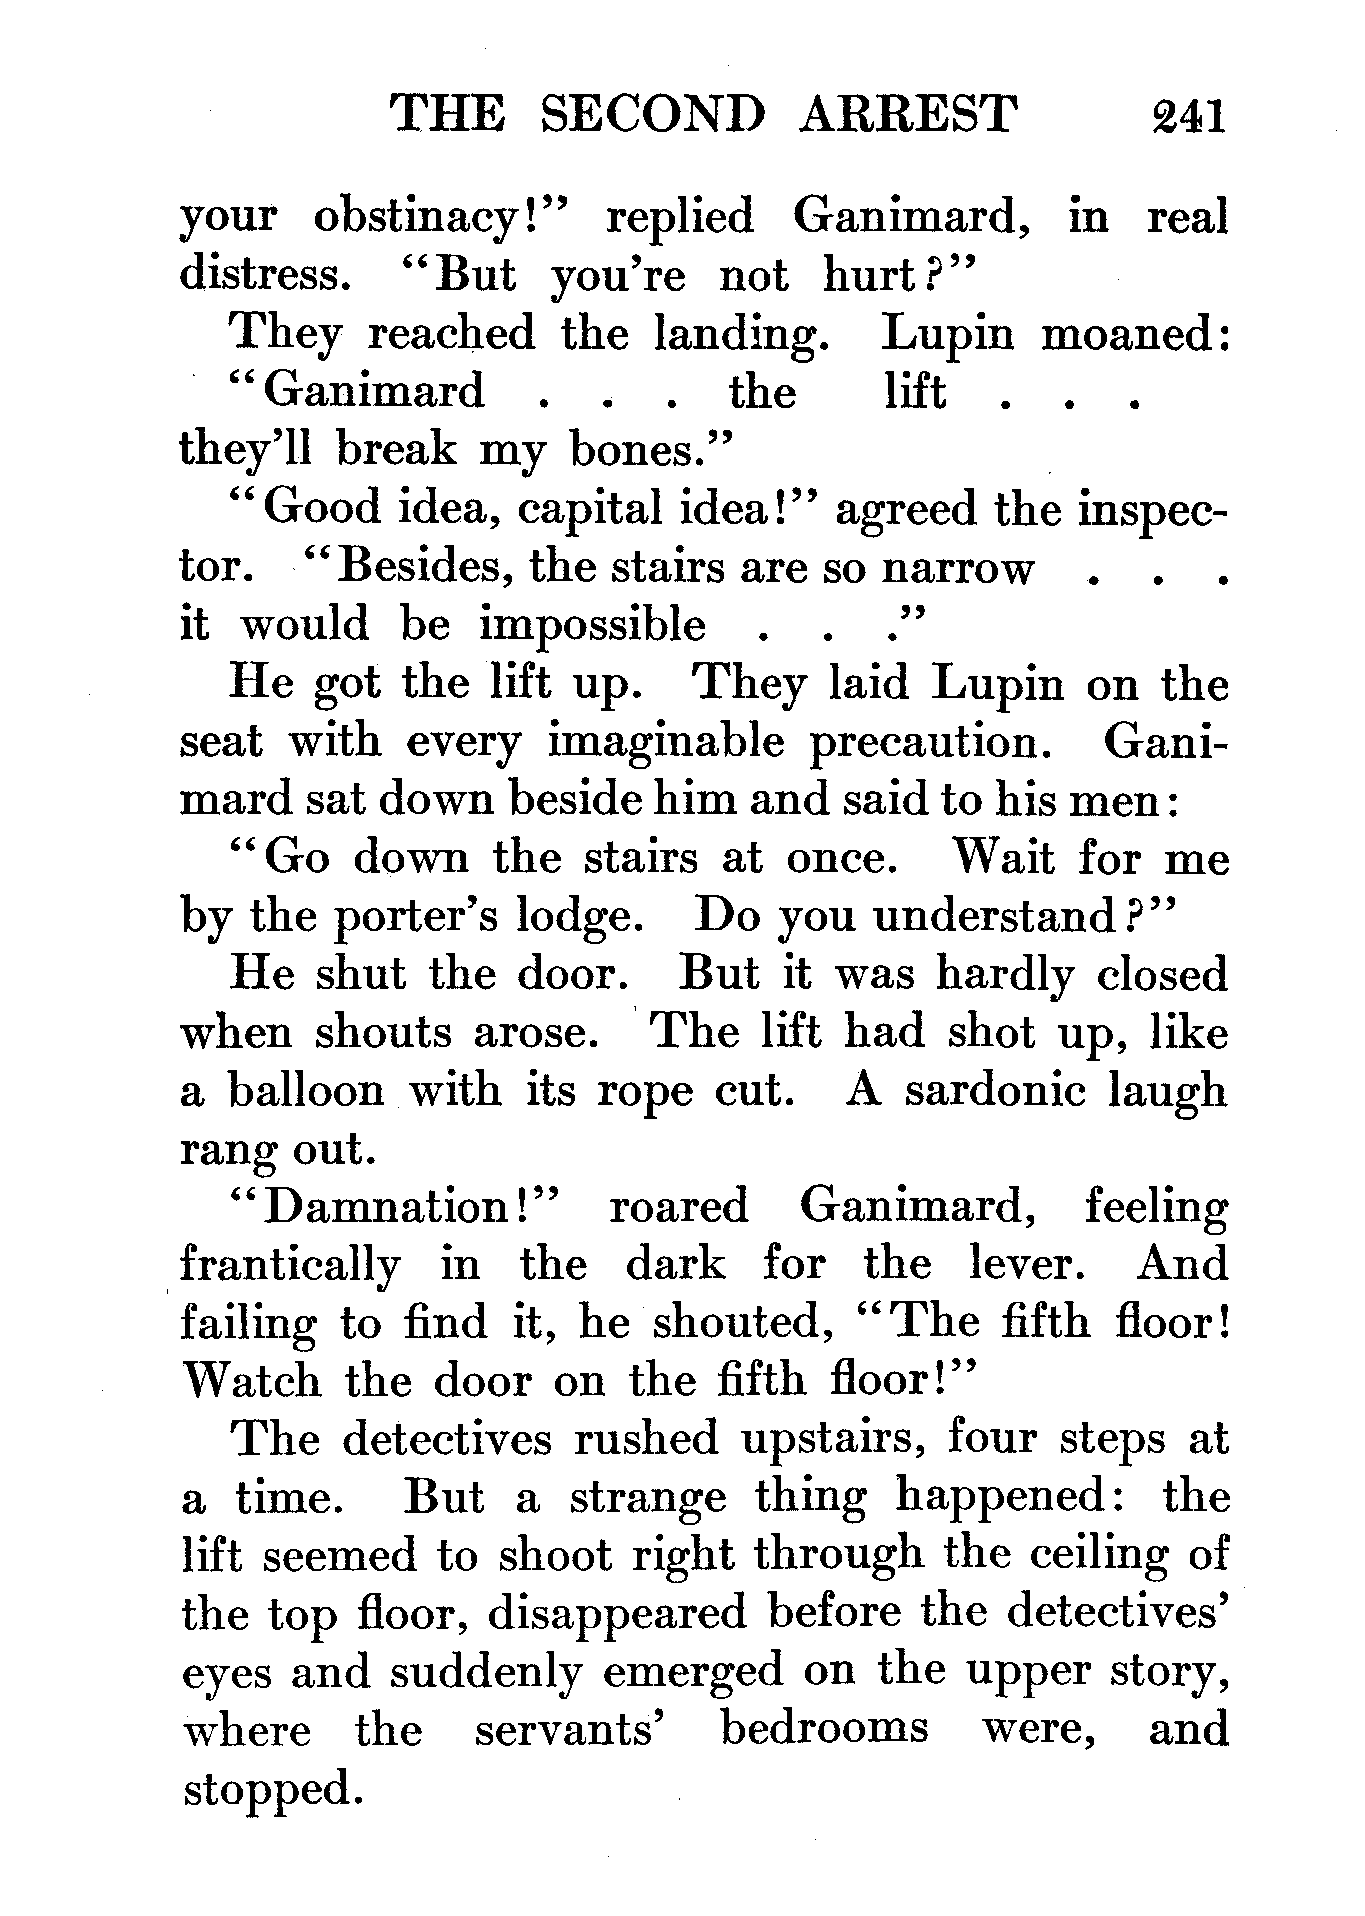 THE SECOND ARREST 241
your obstinacy!” replied Ganimard, in real
distress. “But you're not hurt?”
They reached the landing. Lupin moaned:
“Ganimard . . . the lift . . .
they'll break my bones.”
“Good idea, capital idea!” agreed the inspec-
tor. “Besides, the stairs are so narrow . . .
it would be impossible . . .”
He got the lift up. They laid Lupin on the
seat with every imaginable precaution. Gani-
mard sat down beside him and said to his men:
“Go down the stairs at once. Wait for me
by the porter's lodge. Do you understand?”
He shut the door. But it was hardly closed
when shouts arose. The lift had shot up, like
a balloon with its rope cut. A sardonic laugh
rang out.
“Damnation!” roared Ganimard, feeling
frantically in the dark for the lever. And
failing to find it, he shouted, “The fifth floor!
Watch the door on the fifth floor!”
The detectives rushed upstairs, four steps at
a time. But a strange thing happened: the
lift seemed to shoot right through the ceiling of
the top floor, disappeared before the detectives'
eyes and suddenly emerged on the upper story,
where the servants' bedrooms were, and
stopped.